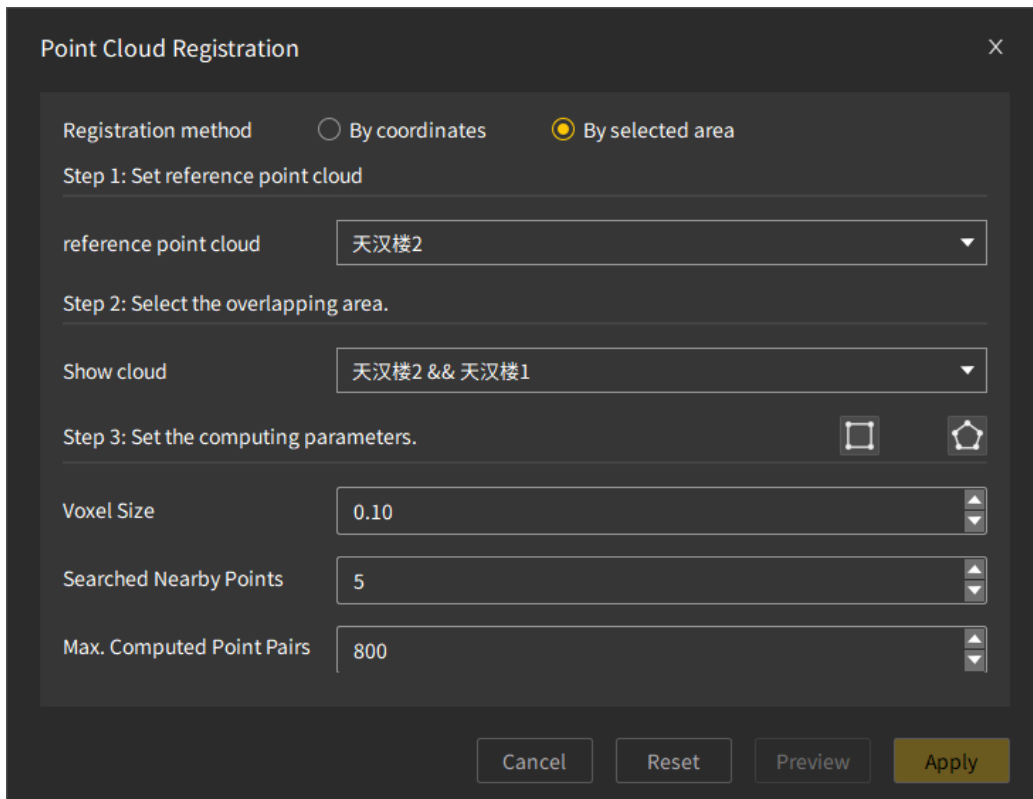 Point Cloud Registration
Registration method By coordinates By selected area
Step 1: Set reference point cloud
reference point cloud 天汉楼2
Step 2: Select the overlapping area.
Show cloud 天汉楼2 && 天汉楼1
Step 3: Set the computing parameters.
Voxel Size 0.10
Searched Nearby Points 5
Max. Computed Point Pairs 800
Cancel Reset Preview Apply